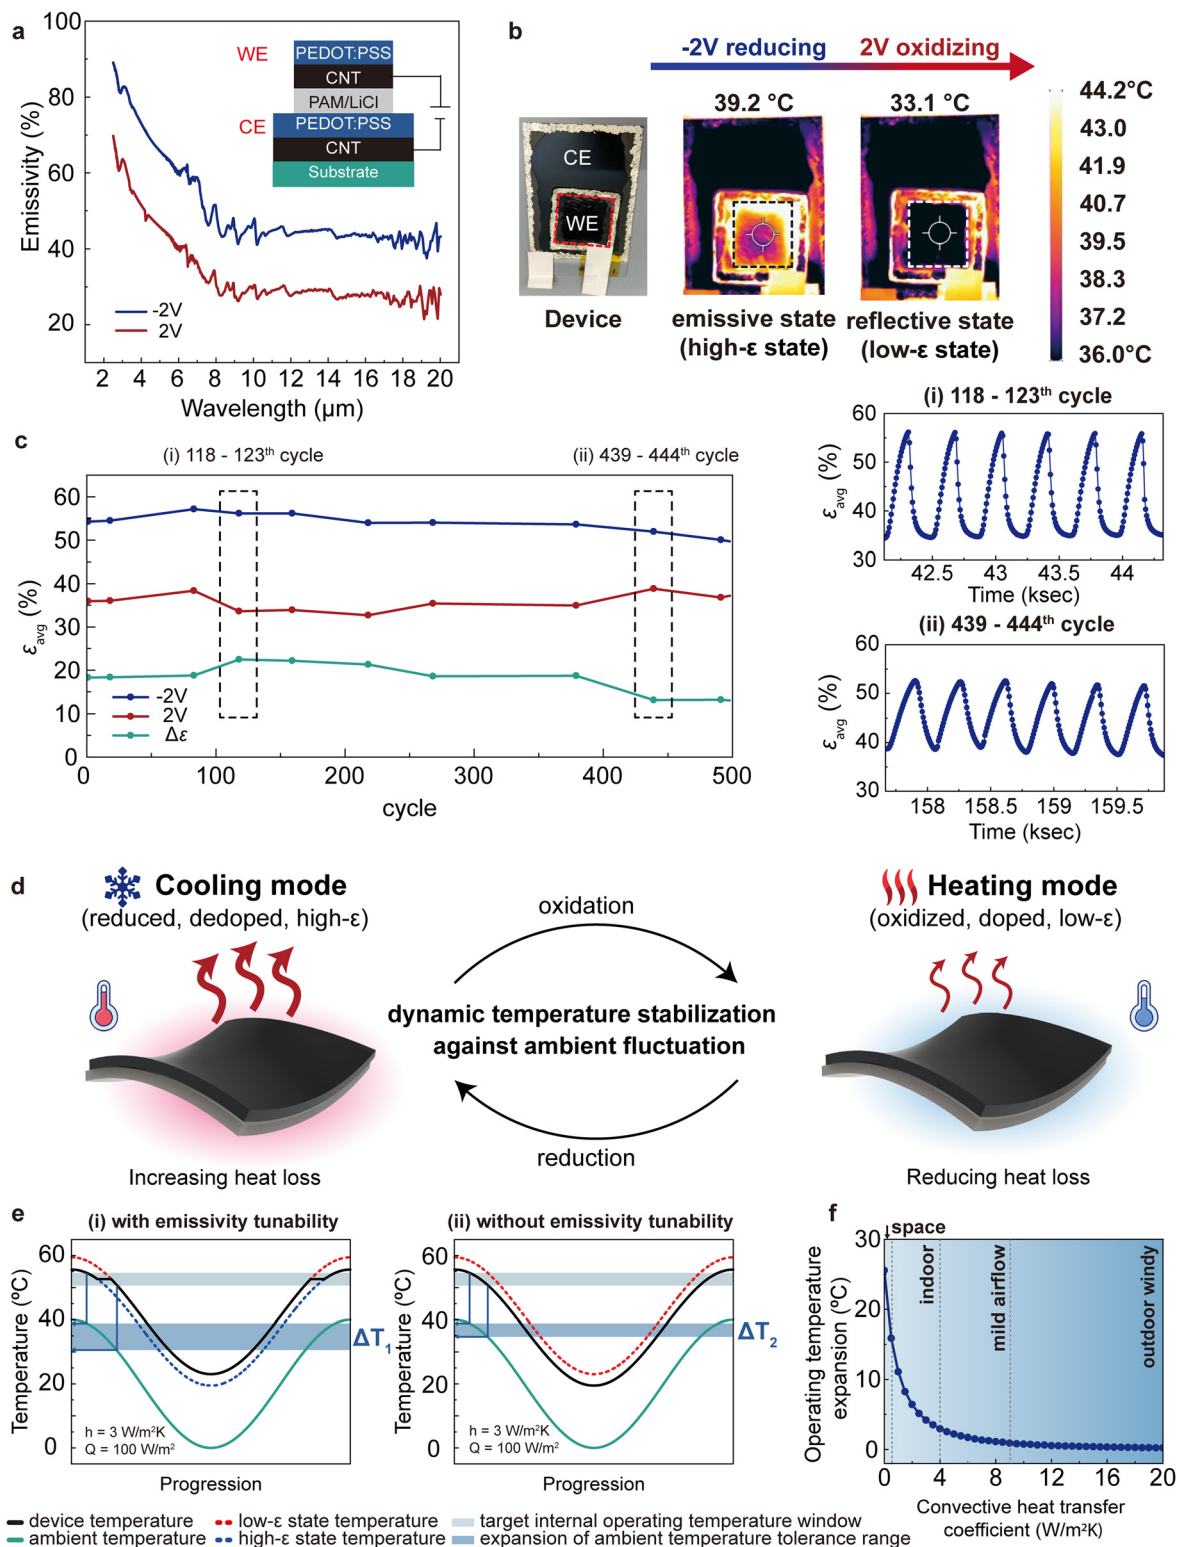 a
100
80
60
40
20
Emissivity (%)
WE
PEDOT:PSS
CNT
PAM/LiCl
CE
PEDOT:PSS
CNT
Substrate
-2V
2V
2 4 6 8 10 12 14 16 18 20
Wavelength (μm)
b
-2V reducing 2V oxidizing
39.2 °C 33.1 °C
CE
WE
Device
emissive state
(high-ε state)
reflective state
(low-ε state)
44.2°C
43.0
41.9
40.7
39.5
38.3
37.2
36.0°C
c
(i) 118 - 123th cycle (ii) 439 - 444th cycle
60
50
40
30
20
10
0
εavg (%)
-2V
2V
Δε
0 100 200 300 400 500
cycle
(i) 118 - 123th cycle
60
50
40
30
εavg (%)
42.5 43 43.5 44
Time (ksec)
(ii) 439 - 444th cycle
70
50
30
εavg (%)
158 158.5 159 159.5
Time (ksec)
d
Cooling mode
(reduced, dedoped, high-ε)
Increasing heat loss
oxidation
dynamic temperature stabilization
against ambient fluctuation
reduction
Heating mode
(oxidized, doped, low-ε)
Reducing heat loss
e
(i) with emissivity tunability
60
40
20
0
Temperature (ºC)
ΔT1
h = 3 W/m²K
Q = 100 W/m²
Progression
(ii) without emissivity tunability
60
40
20
0
Temperature (ºC)
ΔT2
h = 3 W/m²K
Q = 100 W/m²
Progression
device temperature low-ε state temperature target internal operating temperature window
ambient temperature high-ε state temperature expansion of ambient temperature tolerance range
f
space
30
20
10
0
Operating temperature
expansion (ºC)
indoor
mild airflow
outdoor windy
0 4 8 12 16 20
Convective heat transfer
coefficient (W/m²K)